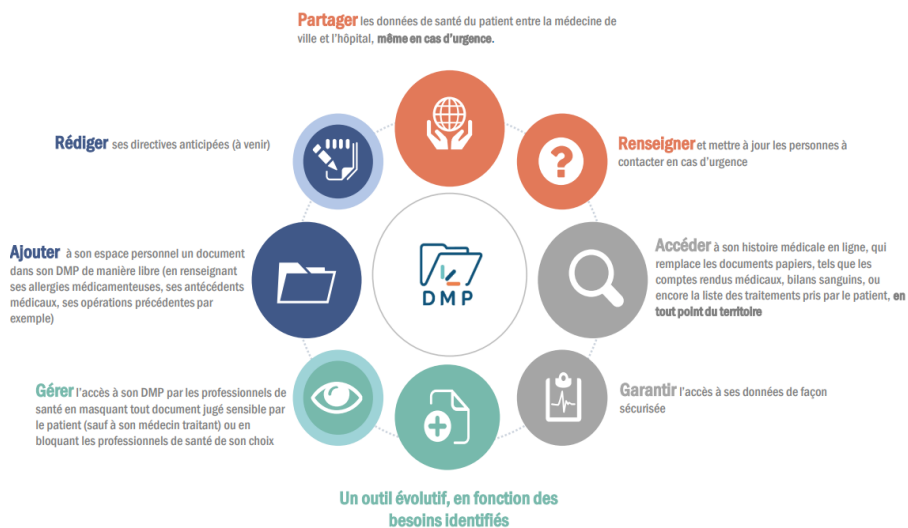 Partager les données de santé du patient entre la médecine de
ville et l'hôpital, même en cas d'urgence.
Rédiger ses directives anticipées (à venir)
Renseigner et mettre à jour les personnes à
contacter en cas d'urgence
Ajouter à son espace personnel un document
dans son DMP de manière libre (en renseignant
ses allergies médicamenteuses, ses antécédents
médicaux, ses opérations précédentes par
exemple)
DMP
Accéder à son histoire médicale en ligne, qui
remplace les documents papiers, tels que les
comptes rendus médicaux, bilans sanguins, ou
encore la liste des traitements pris par le patient, en
tout point du territoire
Gérer l'accès à son DMP par les professionnels de
santé en masquant tout document jugé sensible par
le patient (sauf à son médecin traitant) ou en
bloquant les professionnels de santé de son choix
Garantir l'accès à ses données de façon
sécurisée
Un outil évolutif, en fonction des
besoins identifiés